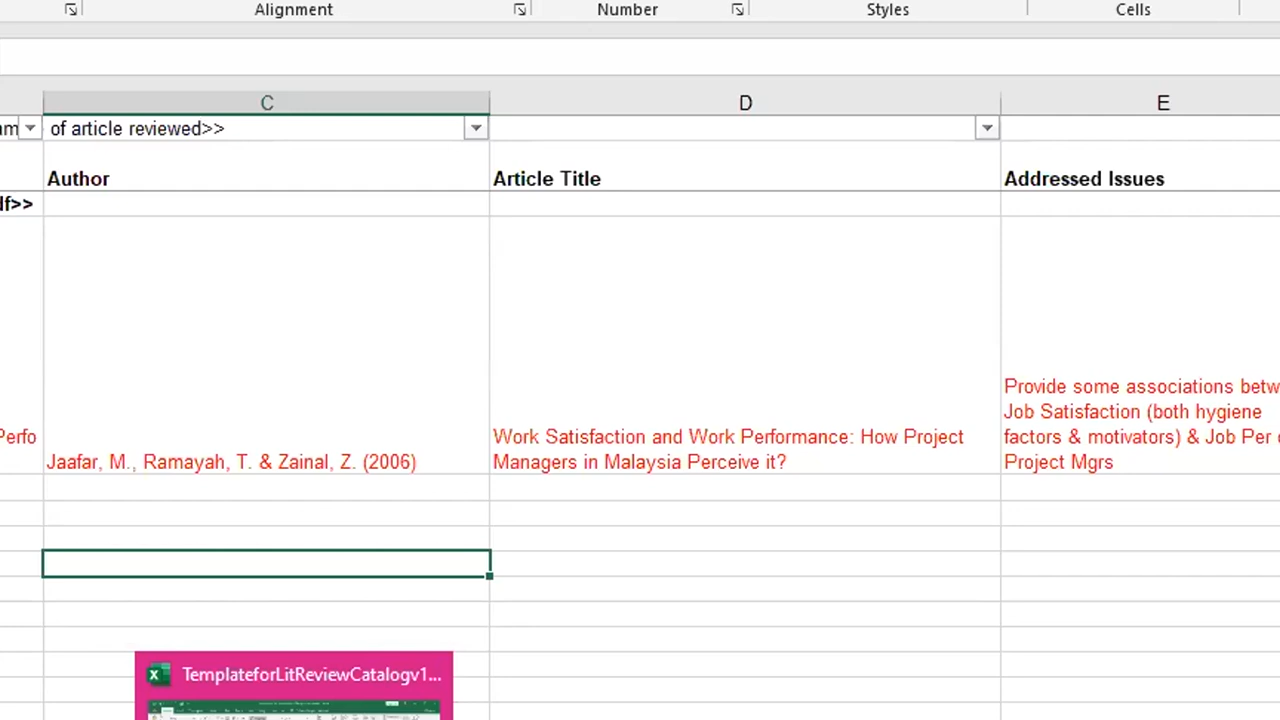 Alignment Number Styles Cells
C D E
am of article reviewed>>
Author Article Title Addressed Issues
df>>
Provide some associations betw
Job Satisfaction (both hygiene
Perfo Work Satisfaction and Work Performance: How Project factors & motivators) & Job Per
Jaafar, M., Ramayah, T. & Zainal, Z. (2006) Managers in Malaysia Perceive it? Project Mgrs
TemplateforLitReviewCatalogv1...